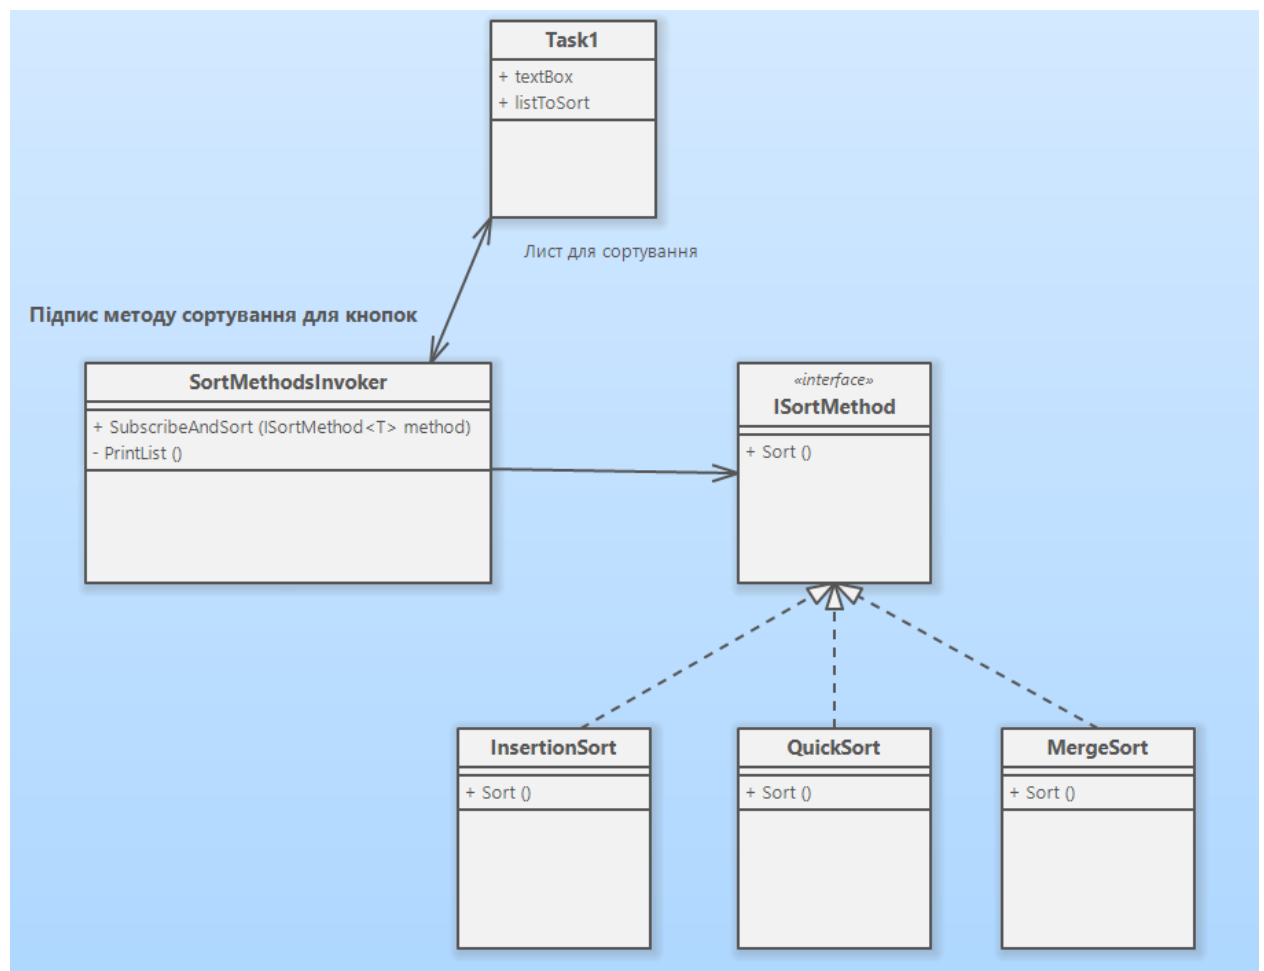 Task1
+ textBox
+ listToSort
Лист для сортування
Підпис методу сортування для кнопок
SortMethodsInvoker
+ SubscribeAndSort (ISortMethod<T> method)
- PrintList ()
«interface»
ISortMethod
+ Sort ()
InsertionSort
+ Sort ()
QuickSort
+ Sort ()
MergeSort
+ Sort ()